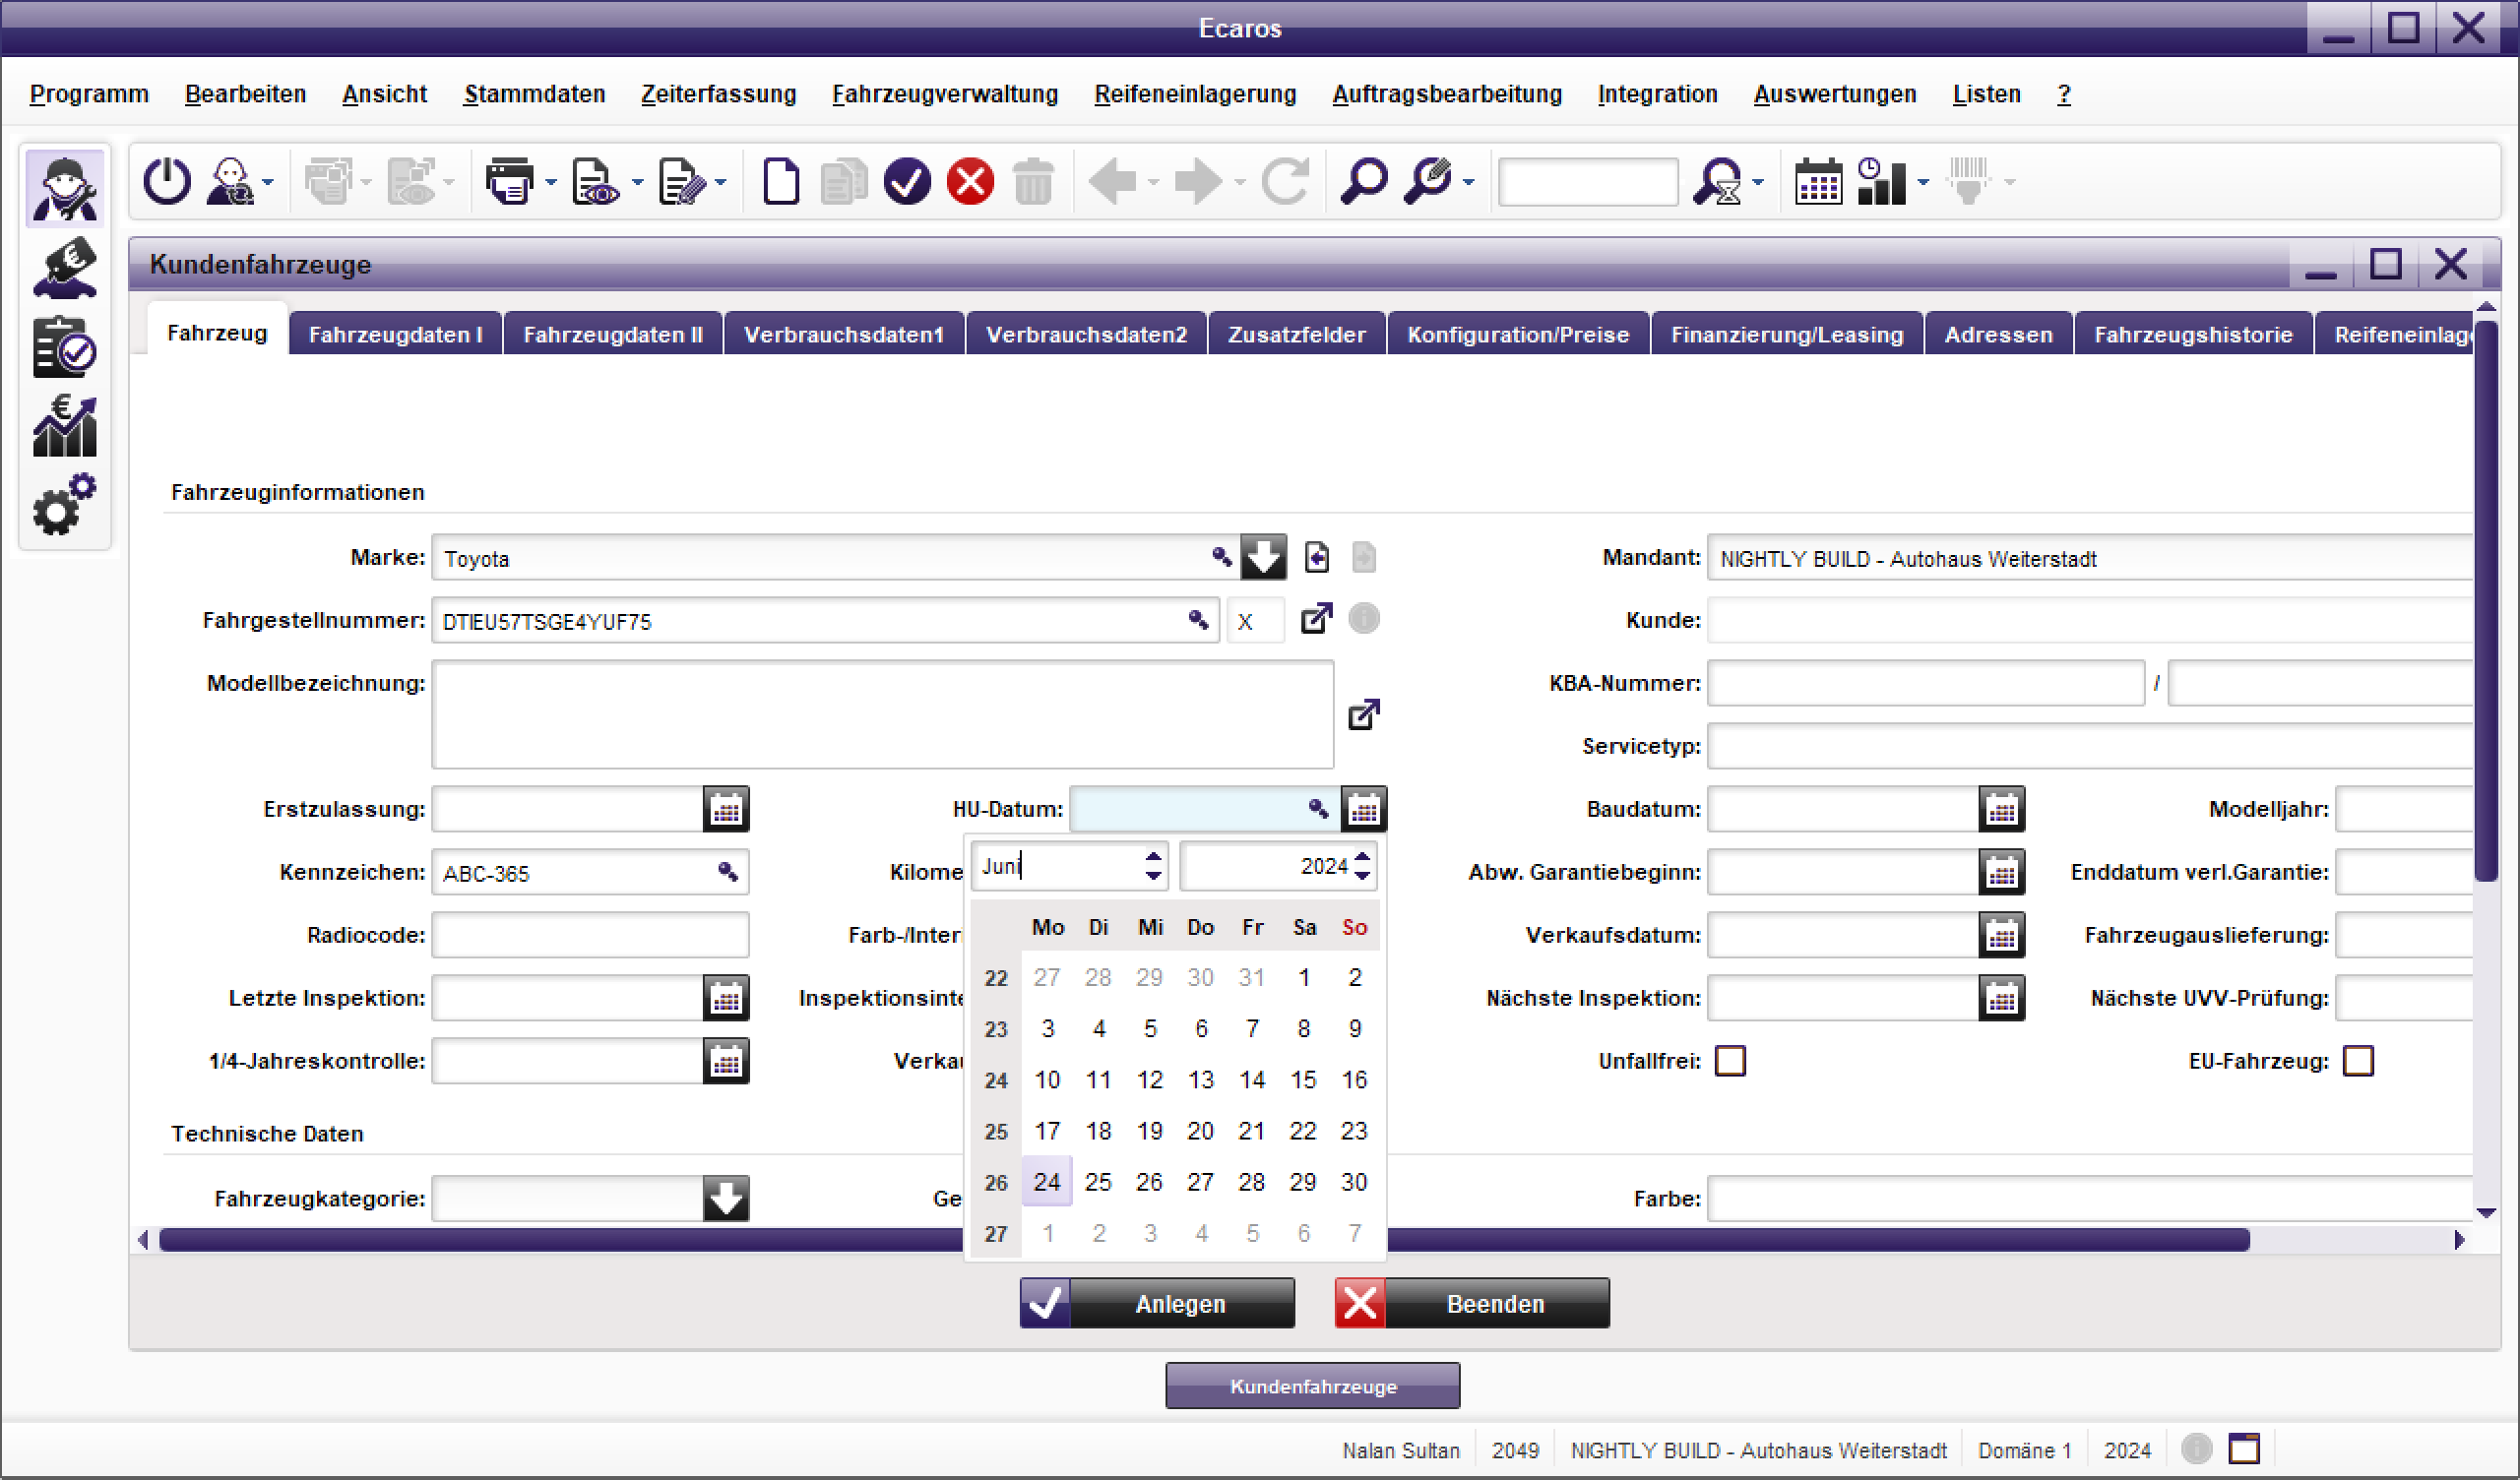 Ecaros
Programm Bearbeiten Ansicht Stammdaten Zeiterfassung Fahrzeugverwaltung Reifeneinlagerung Auftragsbearbeitung Integration Auswertungen Listen ?
Kundenfahrzeuge
Fahrzeug Fahrzeugdaten I Fahrzeugdaten II Verbrauchsdaten1 Verbrauchsdaten2 Zusatzfelder Konfiguration/Preise Finanzierung/Leasing Adressen Fahrzeugshistorie Reifeneinlag
Fahrzeuginformationen
Marke: Toyota Mandant: NIGHTLY BUILD - Autohaus Weiterstadt
Fahrgestellnummer: DTIEU57TSGE4YUF75 X Kunde:
Modellbezeichnung: KBA-Nummer: /
Servicetyp:
Erstzulassung: HU-Datum: Baudatum: Modelljahr:
Kennzeichen: ABC-365 Kilome Juni 2024 Abw. Garantiebeginn: Enddatum verl.Garantie:
Radiocode: Farb-/Interi Mo Di Mi Do Fr Sa So Verkaufsdatum: Fahrzeugauslieferung:
22 27 28 29 30 31 1 2
Letzte Inspektion: Inspektionsinte Nächste Inspektion: Nächste UVV-Prüfung:
23 3 4 5 6 7 8 9
1/4-Jahreskontrolle: Verkau Unfallfrei: EU-Fahrzeug:
24 10 11 12 13 14 15 16
Technische Daten
25 17 18 19 20 21 22 23
26 24 25 26 27 28 29 30
Fahrzeugkategorie: Ge Farbe:
27 1 2 3 4 5 6 7
Anlegen Beenden
Kundenfahrzeuge
Nalan Sultan 2049 NIGHTLY BUILD - Autohaus Weiterstadt Domäne 1 2024